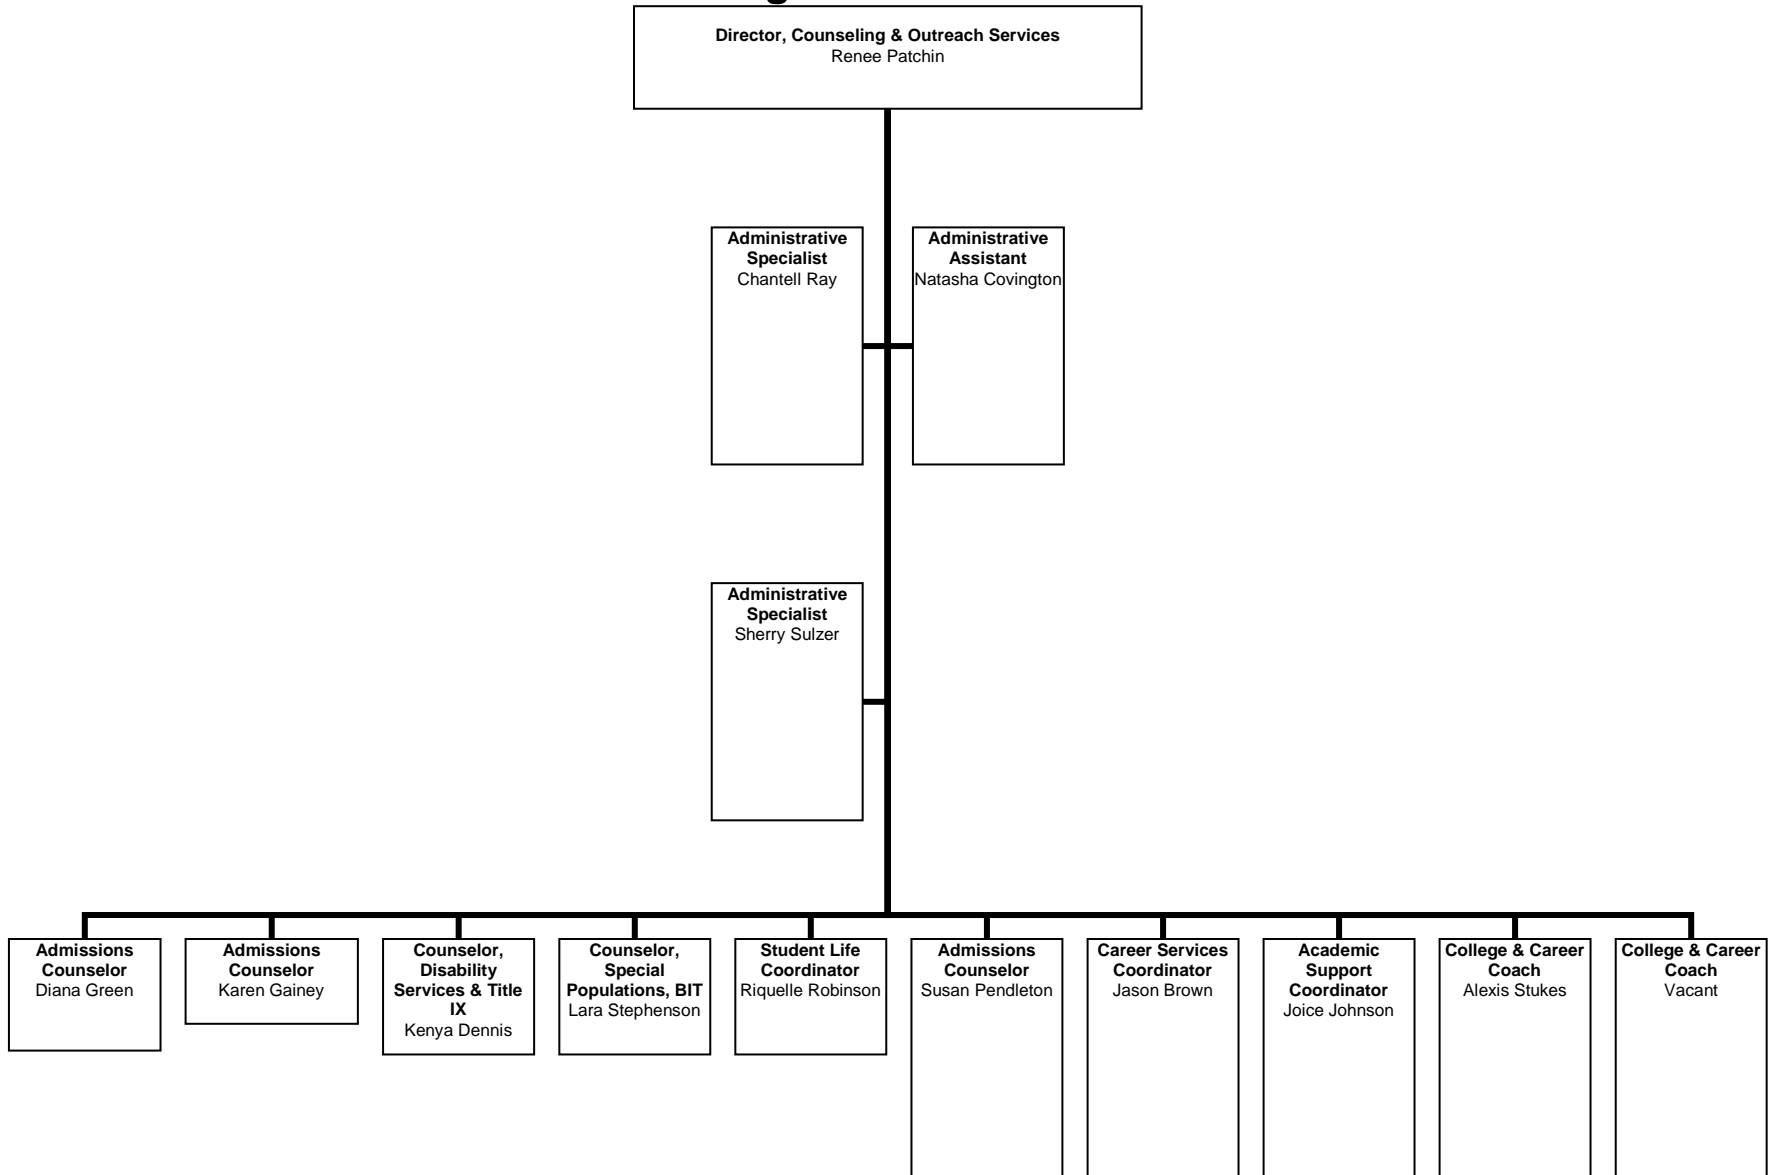 Director, Counseling & Outreach Services
Renee Patchin
Administrative
Specialist
Chantell Ray
Administrative
Assistant
Natasha Covington
Administrative
Specialist
Sherry Sulzer
Admissions
Counselor
Diana Green
Admissions
Counselor
Karen Gainey
Counselor,
Disability
Services & Title
IX
Kenya Dennis
Counselor,
Special
Populations, BIT
Lara Stephenson
Student Life
Coordinator
Riquelle Robinson
Admissions
Counselor
Susan Pendleton
Career Services
Coordinator
Jason Brown
Academic
Support
Coordinator
Joice Johnson
College & Career
Coach
Alexis Stukes
College & Career
Coach
Vacant